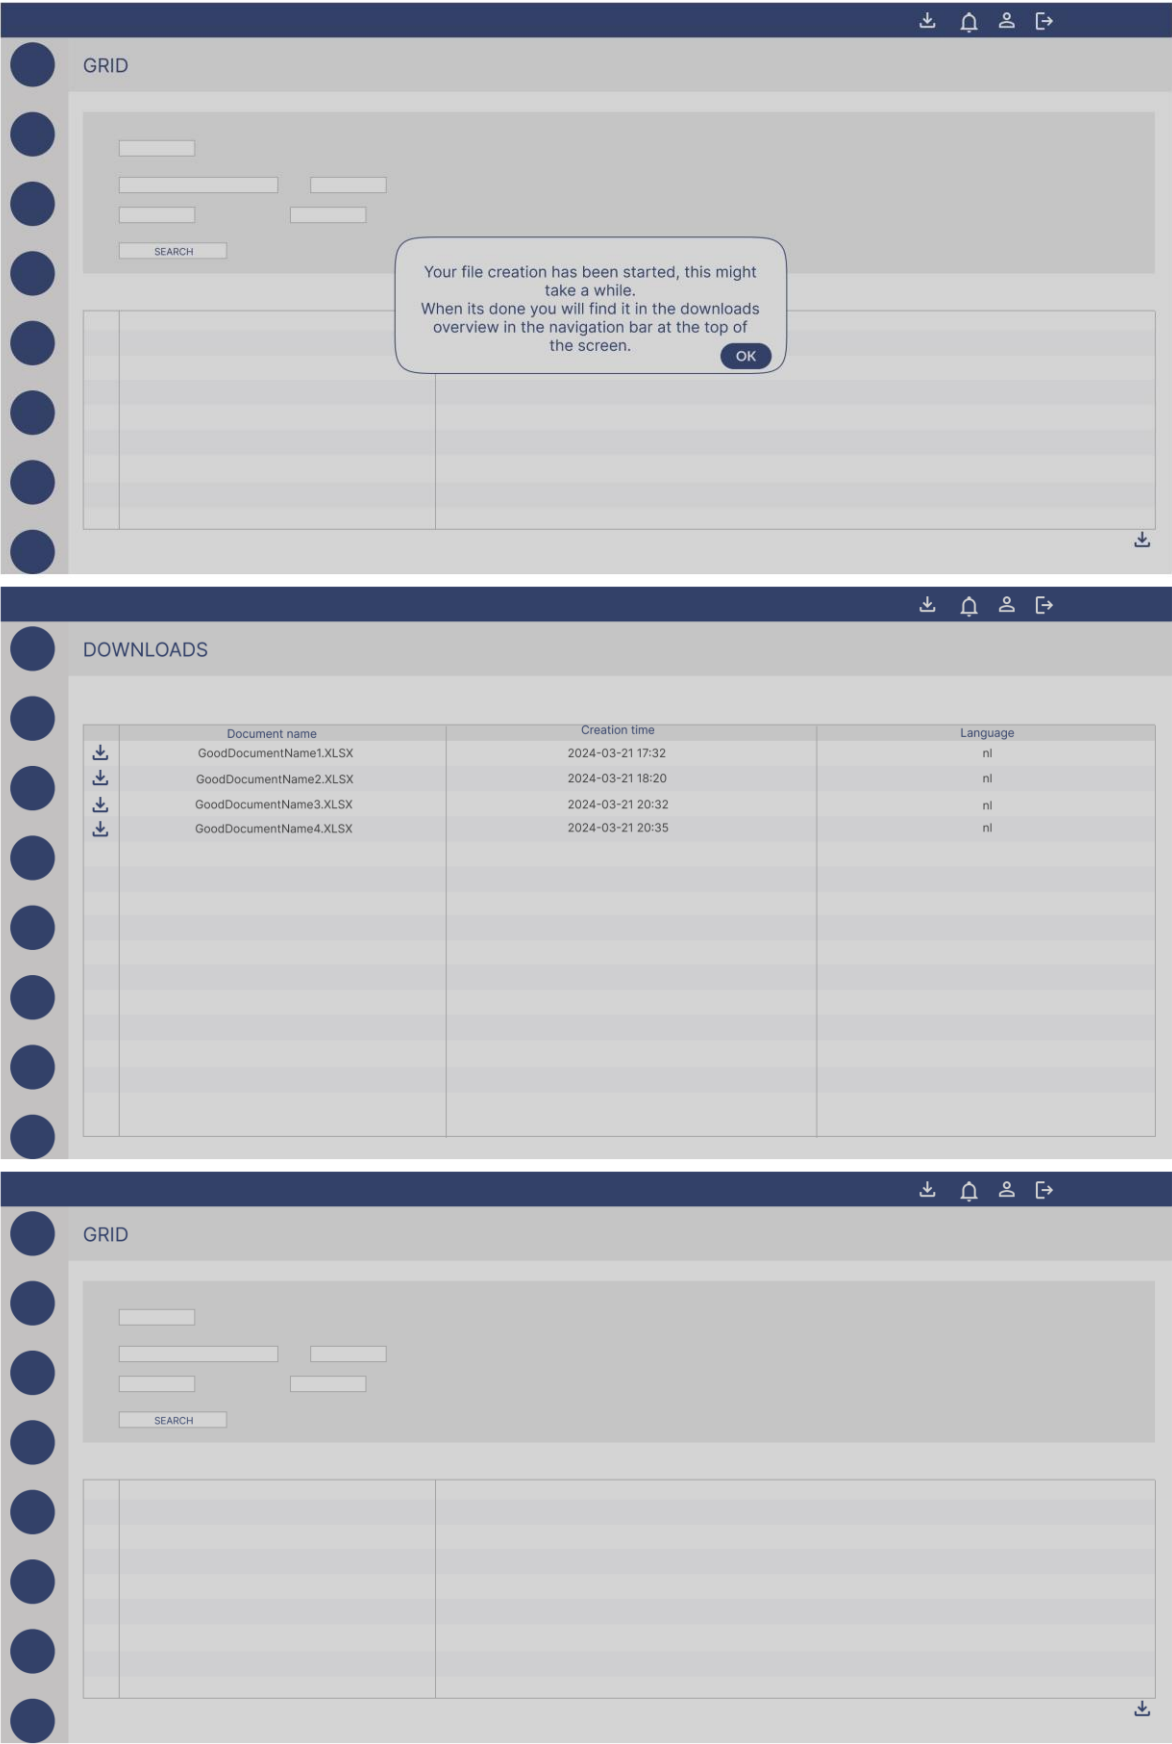 GRID
SEARCH
Your file creation has been started, this might
take a while.
When its done you will find it in the downloads
overview in the navigation bar at the top of
the screen.
OK
DOWNLOADS
Document name Creation time Language
GoodDocumentName1.XLSX 2024-03-21 17:32 nl
GoodDocumentName2.XLSX 2024-03-21 18:20 nl
GoodDocumentName3.XLSX 2024-03-21 20:32 nl
GoodDocumentName4.XLSX 2024-03-21 20:35 nl
GRID
SEARCH